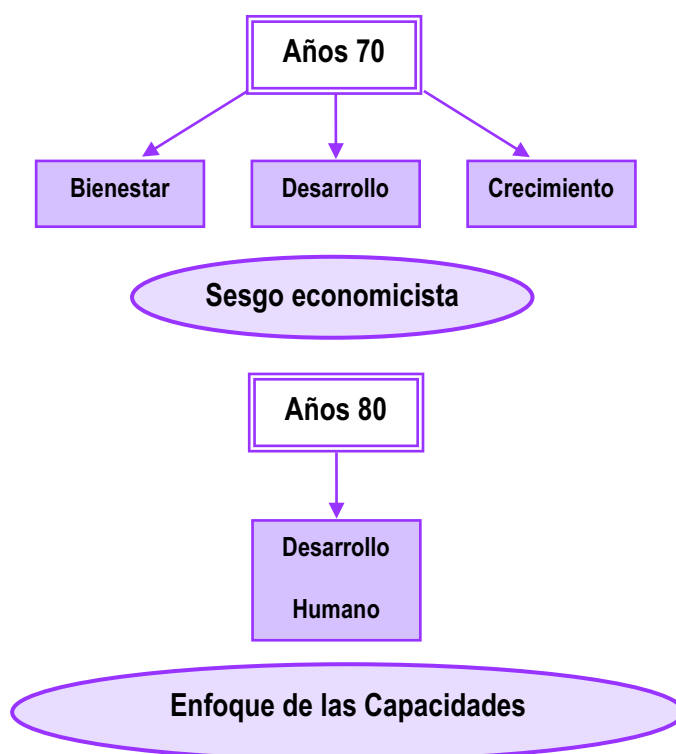 Años 70
Bienestar
Desarrollo
Crecimiento
Sesgo economicista
Años 80
Desarrollo
Humano
Enfoque de las Capacidades